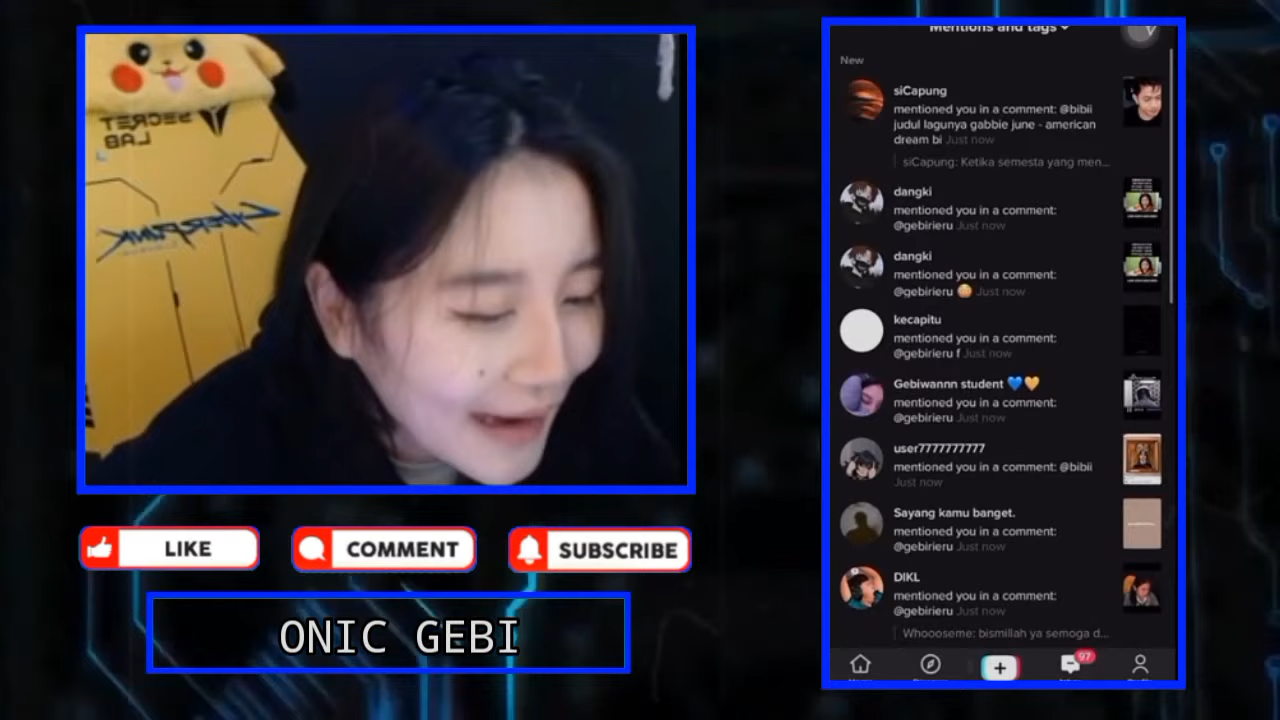 SECRET
LAB
CYBERPUNK
LIKE
COMMENT
SUBSCRIBE
ONIC GEBI
Mentions and tags
New
siCapung
mentioned you in a comment: @bibii
judul lagunya gabbie june - american
dream bi Just now
siCapung: Ketika semesta yang men...
dangki
mentioned you in a comment:
@gebirieru Just now
dangki
mentioned you in a comment:
@gebirieru 😳 Just now
kecapitu
mentioned you in a comment:
@gebirieru f Just now
Gebiwannn student 💙🧡
mentioned you in a comment:
@gebirieru Just now
user7777777777
mentioned you in a comment: @bibii
Just now
Sayang kamu banget.
mentioned you in a comment:
@gebirieru Just now
DIKL
mentioned you in a comment:
@gebirieru Just now
Whoooseme: bismillah ya semoga d...
97